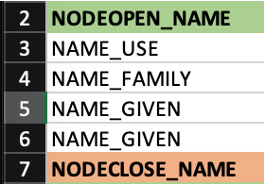 2 NODEOPEN_NAME
3 NAME_USE
4 NAME_FAMILY
5 NAME_GIVEN
6 NAME_GIVEN
7 NODECLOSE_NAME